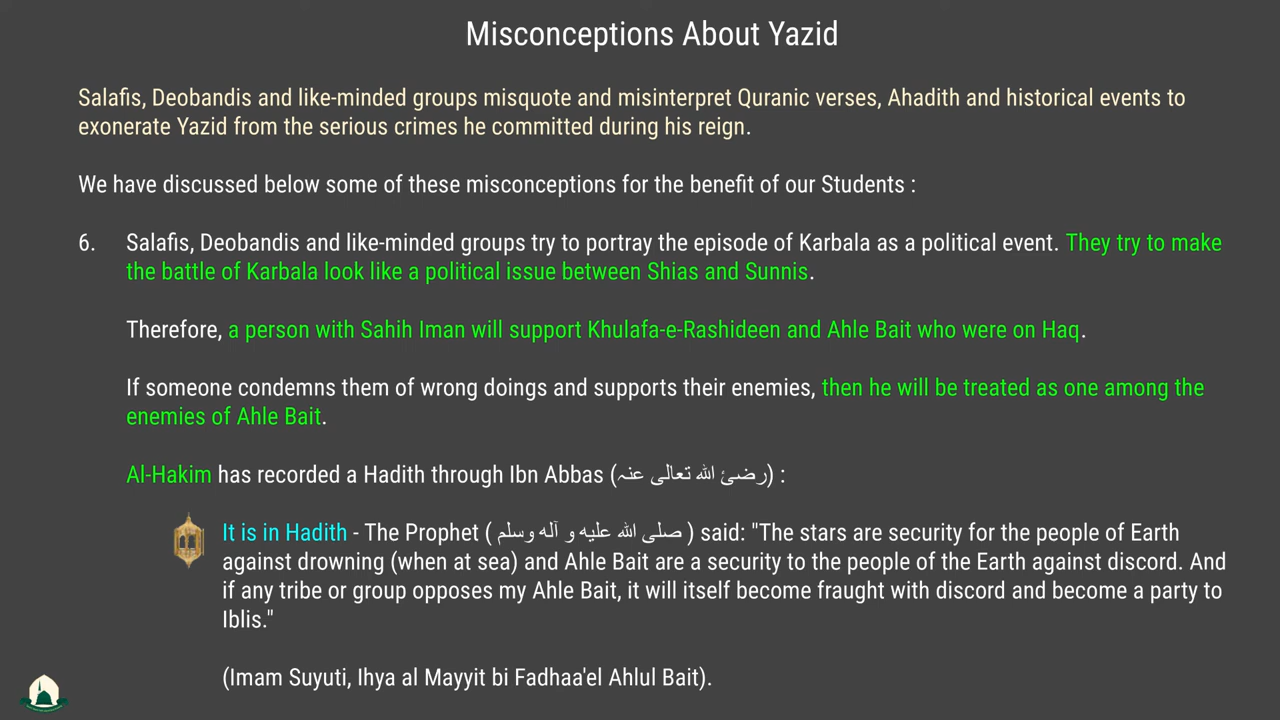 Misconceptions About Yazid
Salafis, Deobandis and like-minded groups misquote and misinterpret Quranic verses, Ahadith and historical events to
exonerate Yazid from the serious crimes he committed during his reign.
We have discussed below some of these misconceptions for the benefit of our Students :
6. Salafis, Deobandis and like-minded groups try to portray the episode of Karbala as a political event. They try to make
the battle of Karbala look like a political issue between Shias and Sunnis.
Therefore, a person with Sahih Iman will support Khulafa-e-Rashideen and Ahle Bait who were on Haq.
If someone condemns them of wrong doings and supports their enemies, then he will be treated as one among the
enemies of Ahle Bait.
Al-Hakim has recorded a Hadith through Ibn Abbas (رضئ الله تعالى عنہ) :
It is in Hadith - The Prophet ( صلى الله عليه و آله وسلم ) said: "The stars are security for the people of Earth
against drowning (when at sea) and Ahle Bait are a security to the people of the Earth against discord. And
if any tribe or group opposes my Ahle Bait, it will itself become fraught with discord and become a party to
Iblis."
(Imam Suyuti, Ihya al Mayyit bi Fadhaa'el Ahlul Bait).